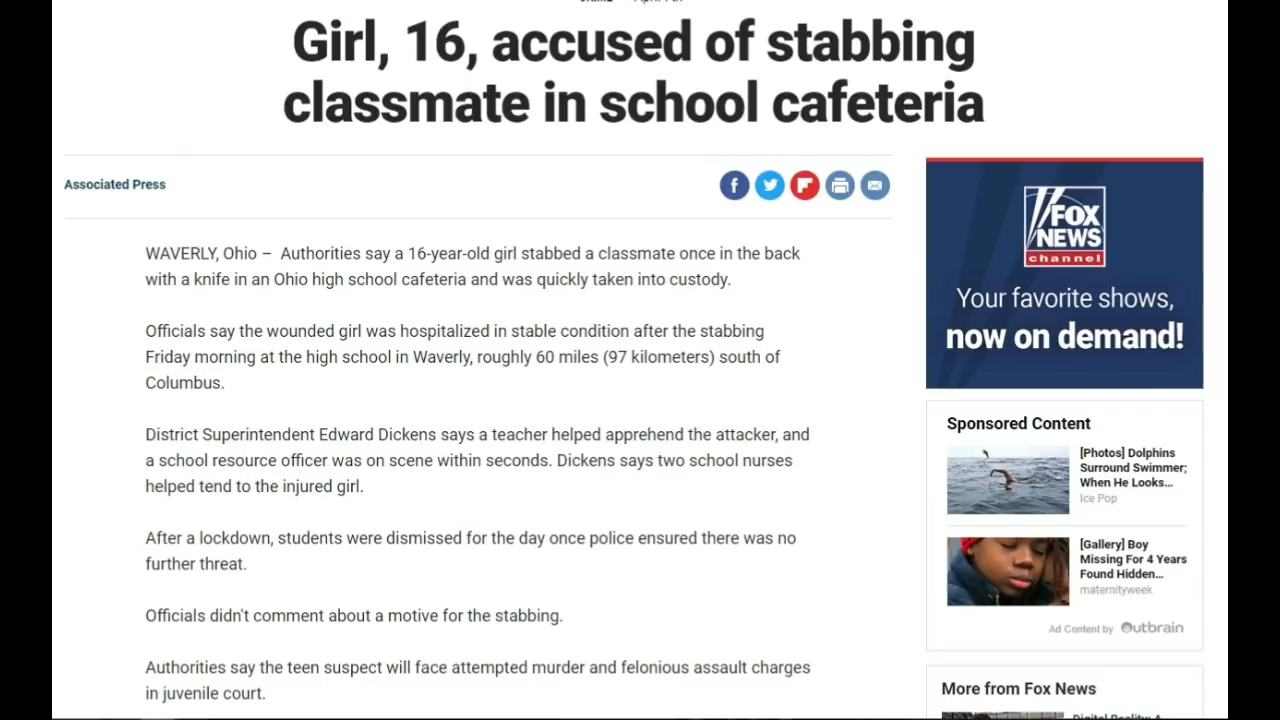 Girl, 16, accused of stabbing
classmate in school cafeteria
Associated Press
WAVERLY, Ohio – Authorities say a 16-year-old girl stabbed a classmate once in the back
with a knife in an Ohio high school cafeteria and was quickly taken into custody.
Officials say the wounded girl was hospitalized in stable condition after the stabbing
Friday morning at the high school in Waverly, roughly 60 miles (97 kilometers) south of
Columbus.
District Superintendent Edward Dickens says a teacher helped apprehend the attacker, and
a school resource officer was on scene within seconds. Dickens says two school nurses
helped tend to the injured girl.
After a lockdown, students were dismissed for the day once police ensured there was no
further threat.
Officials didn't comment about a motive for the stabbing.
Authorities say the teen suspect will face attempted murder and felonious assault charges
in juvenile court.
FOX
NEWS
channel
Your favorite shows,
now on demand!
Sponsored Content
[Photos] Dolphins
Surround Swimmer;
When He Looks...
Ice Pop
[Gallery] Boy
Missing For 4 Years
Found Hidden...
maternityweek
Ad Content by Outbrain
More from Fox News
Digital Reality: A